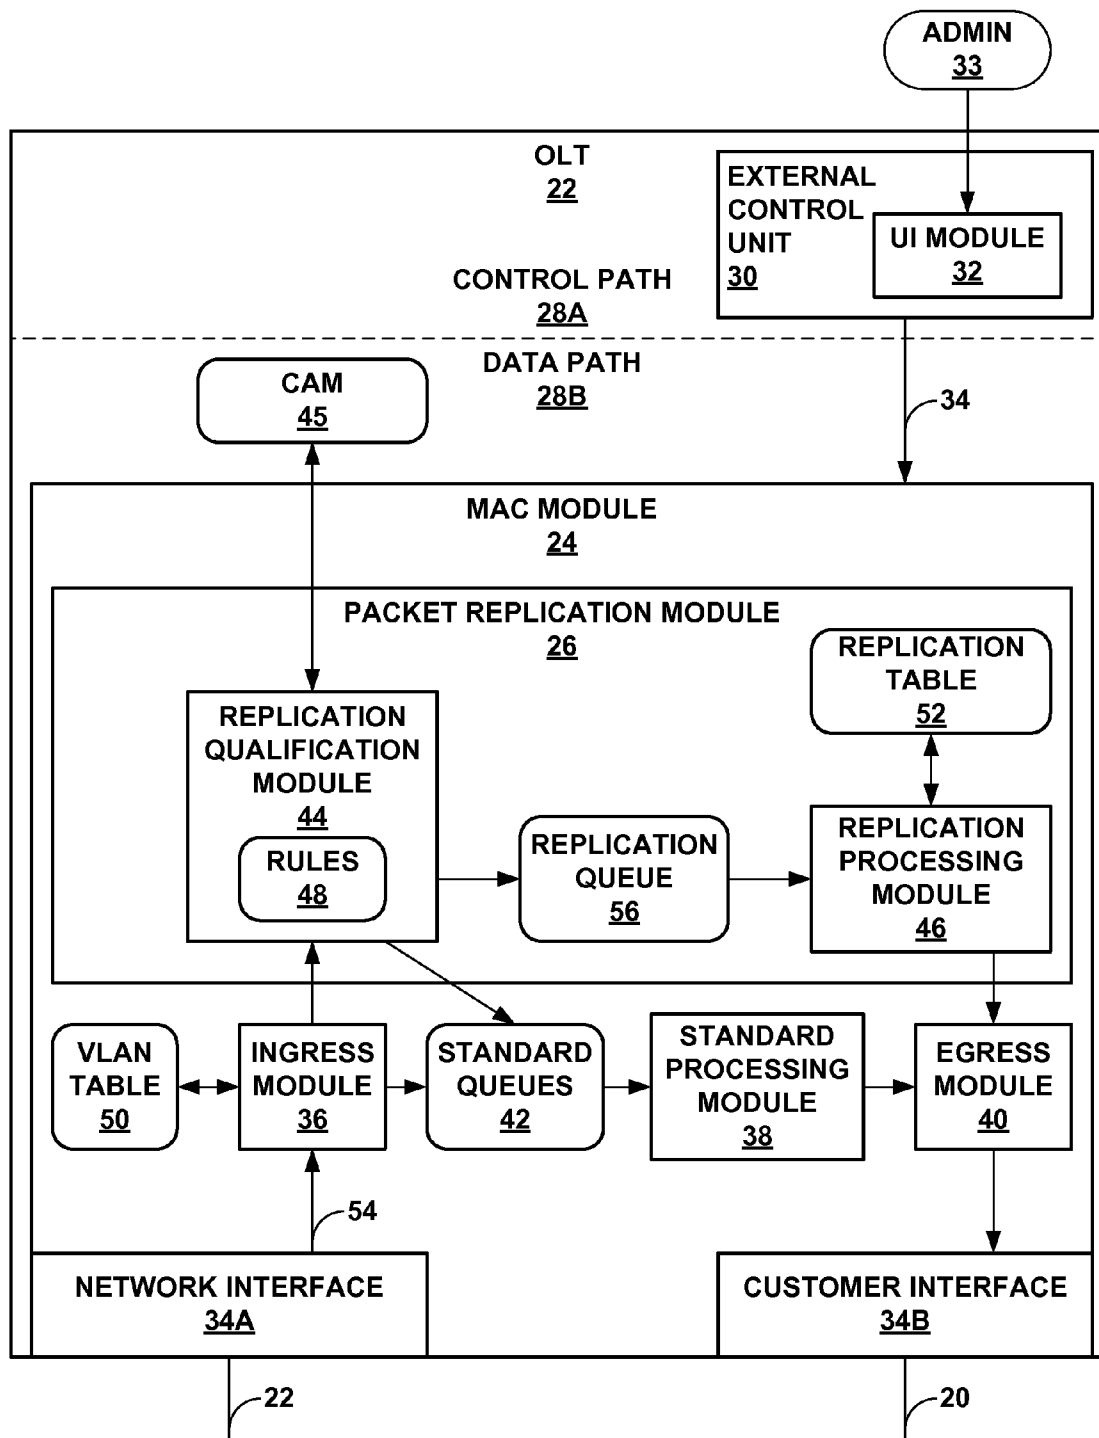 ADMIN
33
OLT
22
EXTERNAL
CONTROL
UNIT
30
UI MODULE
32
CONTROL PATH
28A
DATA PATH
28B
CAM
45
34
MAC MODULE
24
PACKET REPLICATION MODULE
26
REPLICATION
TABLE
52
REPLICATION
QUALIFICATION
MODULE
44
RULES
48
REPLICATION
QUEUE
56
REPLICATION
PROCESSING
MODULE
46
VLAN
TABLE
50
INGRESS
MODULE
36
STANDARD
QUEUES
42
STANDARD
PROCESSING
MODULE
38
EGRESS
MODULE
40
54
NETWORK INTERFACE
34A
CUSTOMER INTERFACE
34B
22
20